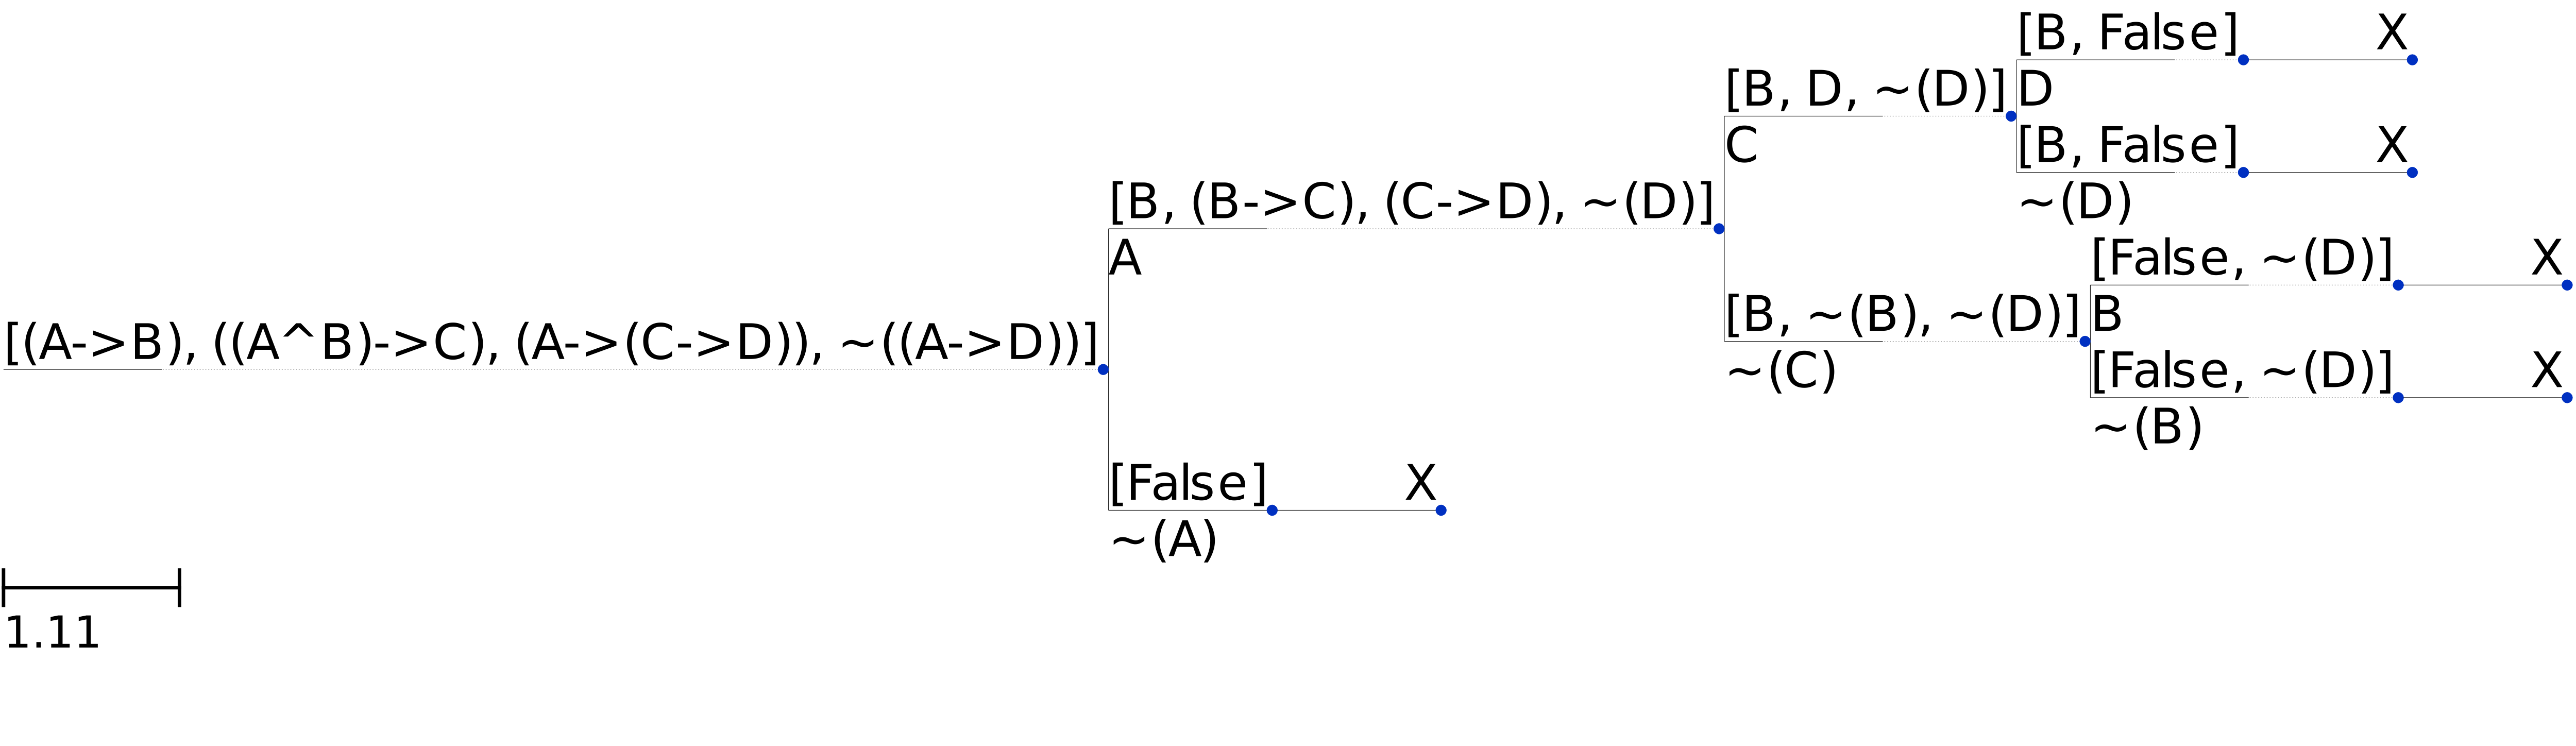 [B, False]
X
[B, D, ~(D)]
D
C
[B, False]
X
~(D)
[B, (B->C), (C->D), ~(D)]
A
[False, ~(D)]
X
[B, ~(B), ~(D)]
B
~(C)
[False, ~(D)]
X
~(B)
[(A->B), ((A^B)->C), (A->(C->D)), ~((A->D))]
[False]
X
~(A)
1.11